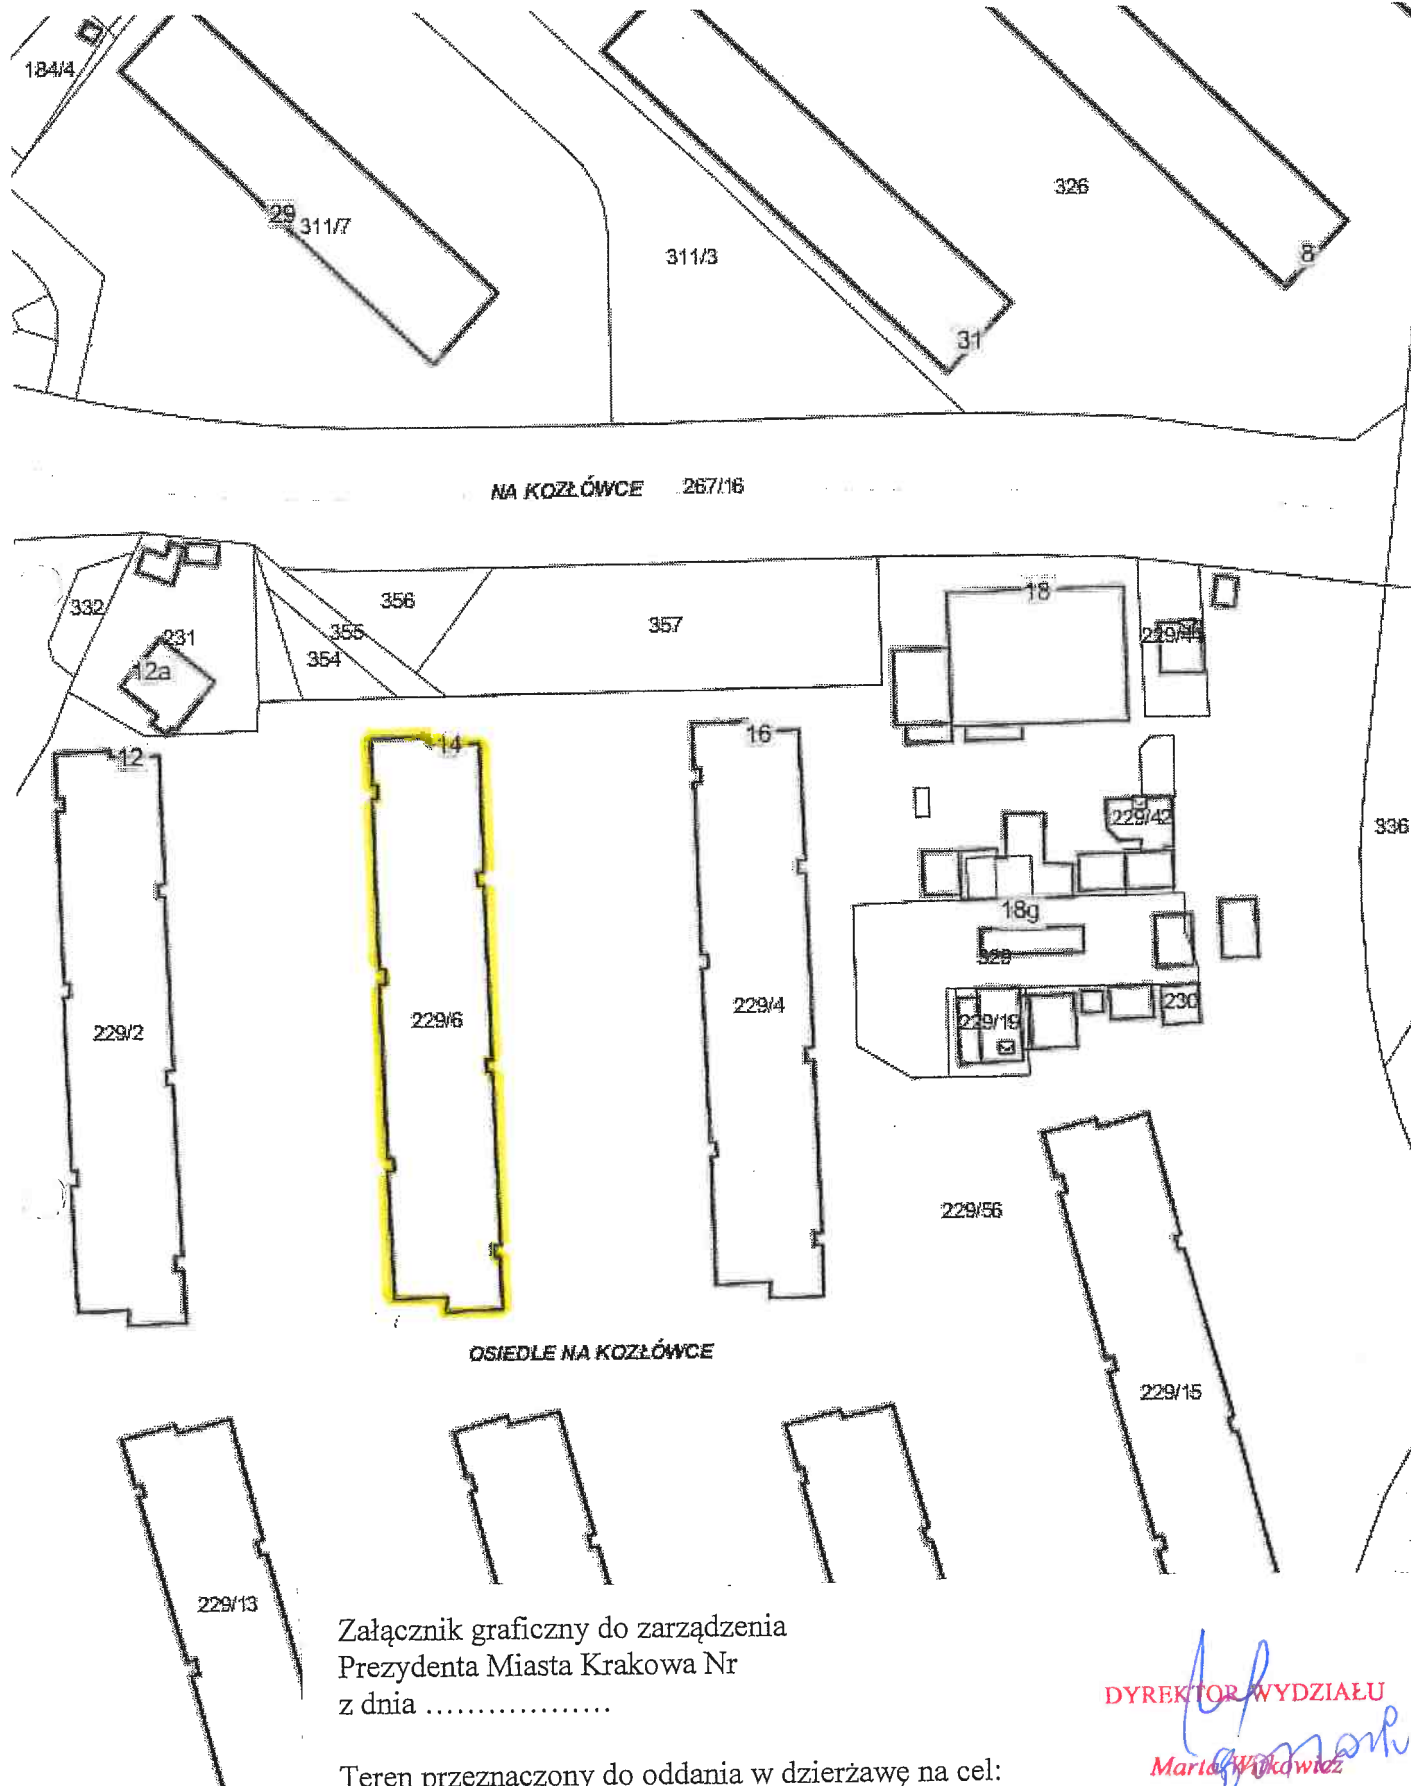 184/4
326
29
311/7
311/3
8
31
NA KOZŁÓWCE 267/16
332
231
12a
356
355
354
357
18
12
14
16
229/42
336
18g
229/2
229/6
229/4
229/19
230
229/56
OSIEDLE NA KOZŁÓWCE
229/15
229/13
Załącznik graficzny do zarządzenia
Prezydenta Miasta Krakowa Nr
z dnia ..................
DYREKTOR WYDZIAŁU
Marta Witkowicz
Teren przeznaczony do oddania w dzierżawę na cel: